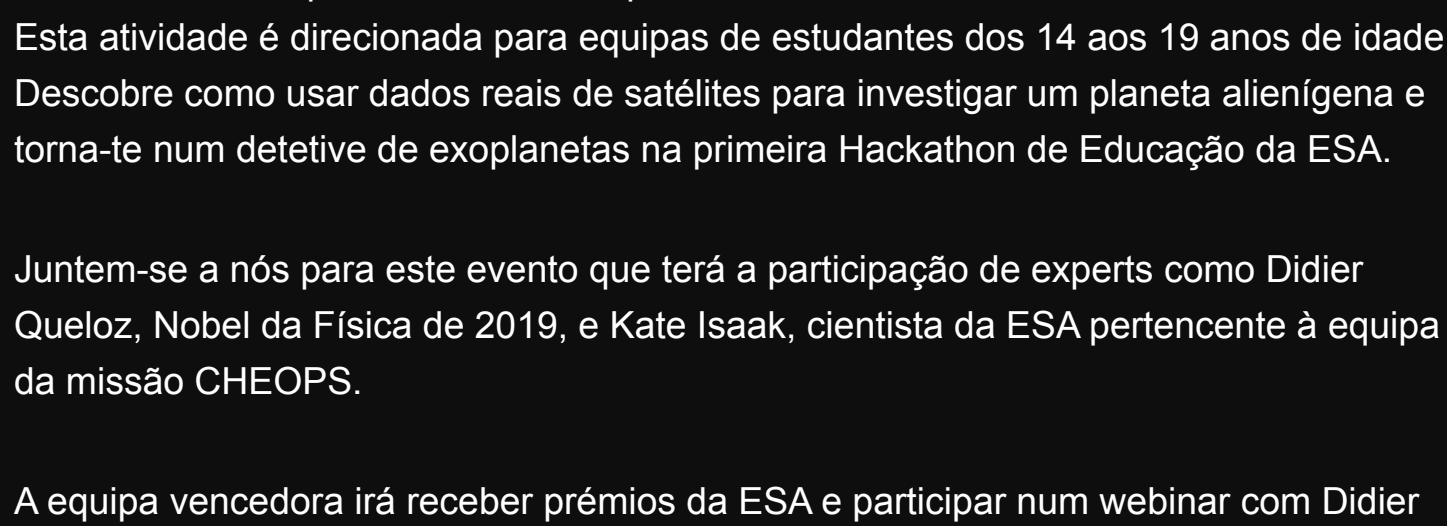 Esta atividade é direcionada para equipas de estudantes dos 14 aos 19 anos de idade
Descobre como usar dados reais de satélites para investigar um planeta alienígena e
torna-te num detetive de exoplanetas na primeira Hackathon de Educação da ESA.
Juntem-se a nós para este evento que terá a participação de experts como Didier
Queloz, Nobel da Física de 2019, e Kate Isaak, cientista da ESA pertencente à equipa
da missão CHEOPS.
A equipa vencedora irá receber prémios da ESA e participar num webinar com Didier